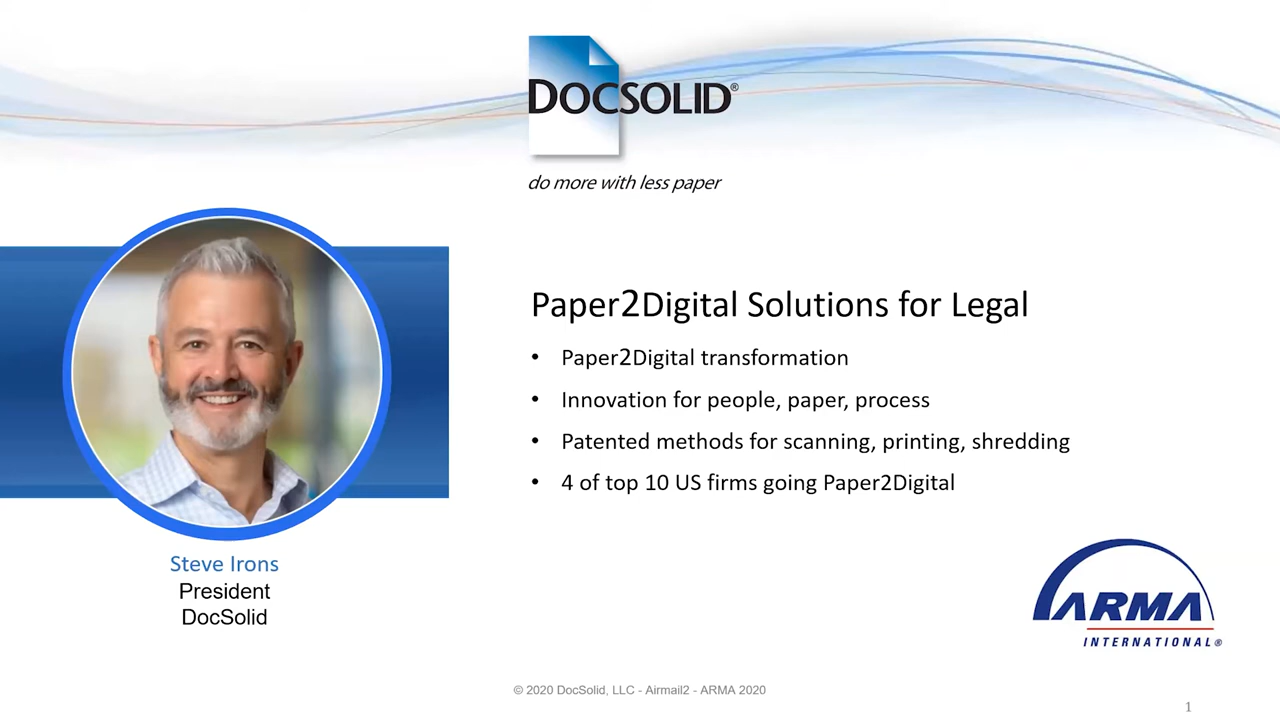 DOCSOLID®
do more with less paper
Paper2Digital Solutions for Legal
• Paper2Digital transformation
• Innovation for people, paper, process
• Patented methods for scanning, printing, shredding
• 4 of top 10 US firms going Paper2Digital
Steve Irons
President
DocSolid
ARMA
INTERNATIONAL®
© 2020 DocSolid, LLC - Airmail2 - ARMA 2020
1